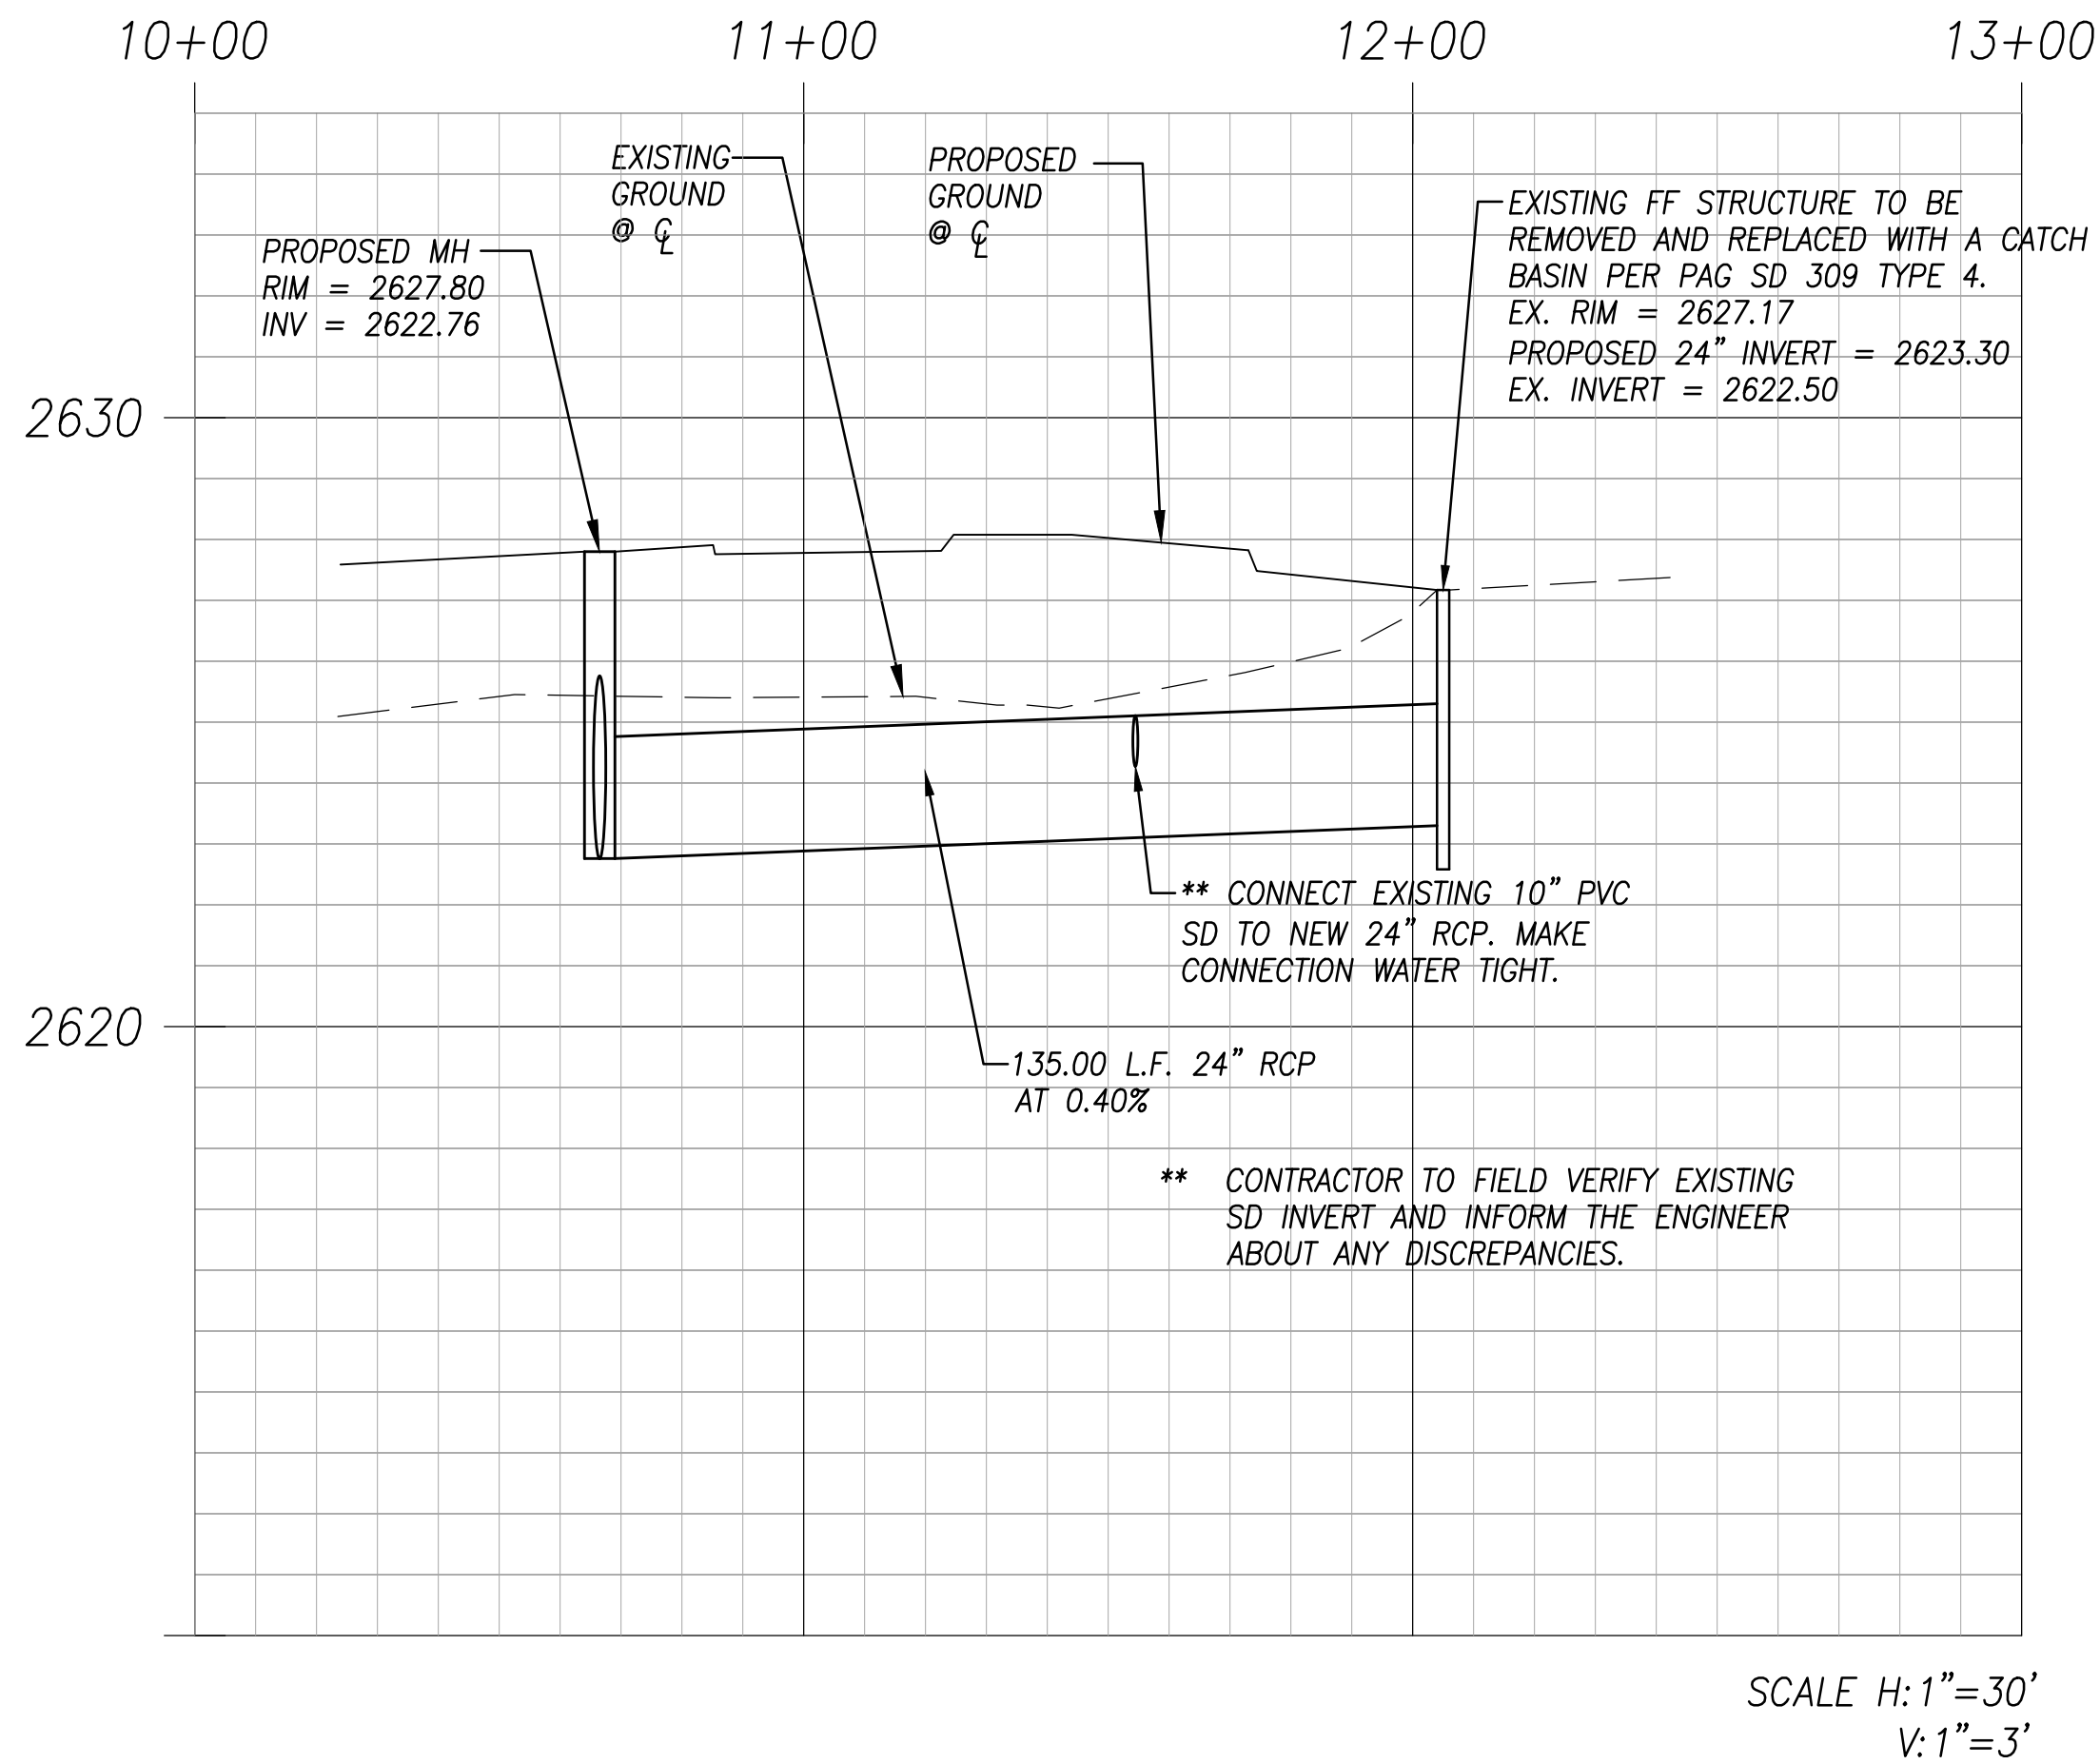 10+00
11+00
12+00
13+00
EXISTING
GROUND
@ ℄
PROPOSED
GROUND
@ ℄
PROPOSED MH
RIM = 2627.80
INV = 2622.76
EXISTING FF STRUCTURE TO BE
REMOVED AND REPLACED WITH A CATCH
BASIN PER PAG SD 309 TYPE 4.
EX. RIM = 2627.17
PROPOSED 24" INVERT = 2623.30
EX. INVERT = 2622.50
2630
** CONNECT EXISTING 10" PVC
SD TO NEW 24" RCP. MAKE
CONNECTION WATER TIGHT.
2620
135.00 L.F. 24" RCP
AT 0.40%
** CONTRACTOR TO FIELD VERIFY EXISTING
SD INVERT AND INFORM THE ENGINEER
ABOUT ANY DISCREPANCIES.
SCALE H: 1"=30'
V: 1"=3'